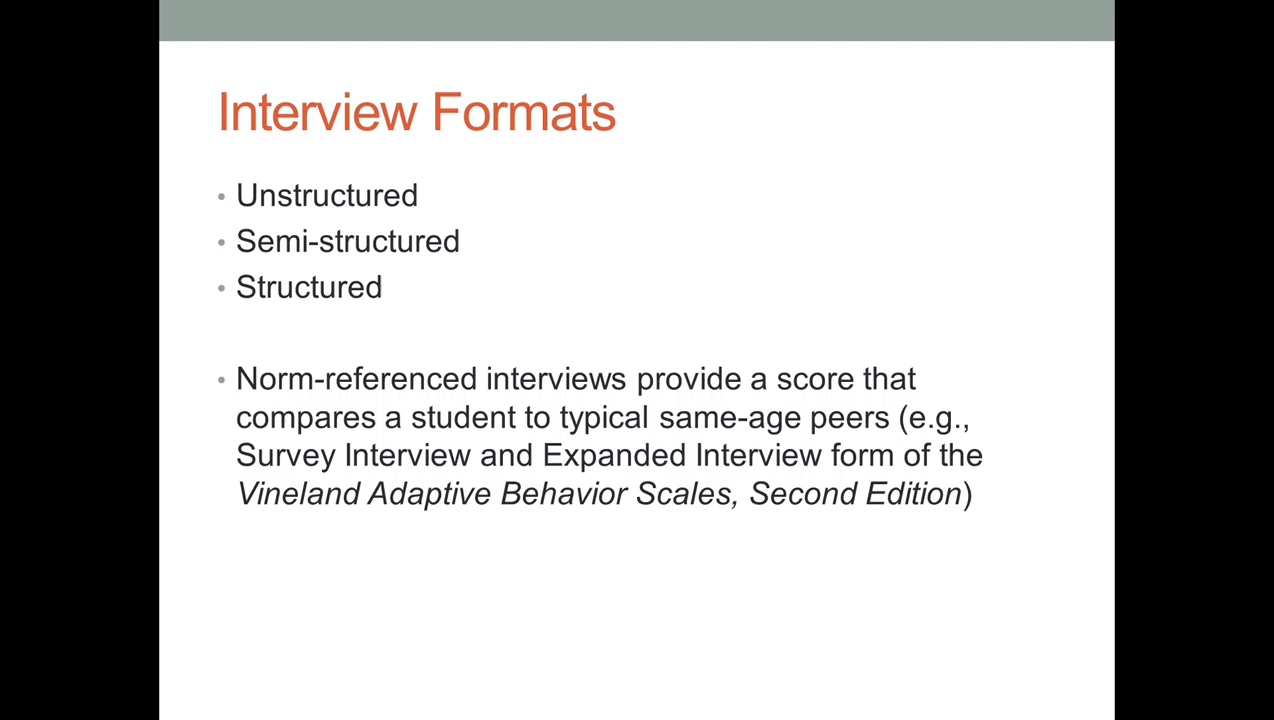 Interview Formats
• Unstructured
• Semi-structured
• Structured
• Norm-referenced interviews provide a score that
compares a student to typical same-age peers (e.g.,
Survey Interview and Expanded Interview form of the
Vineland Adaptive Behavior Scales, Second Edition)